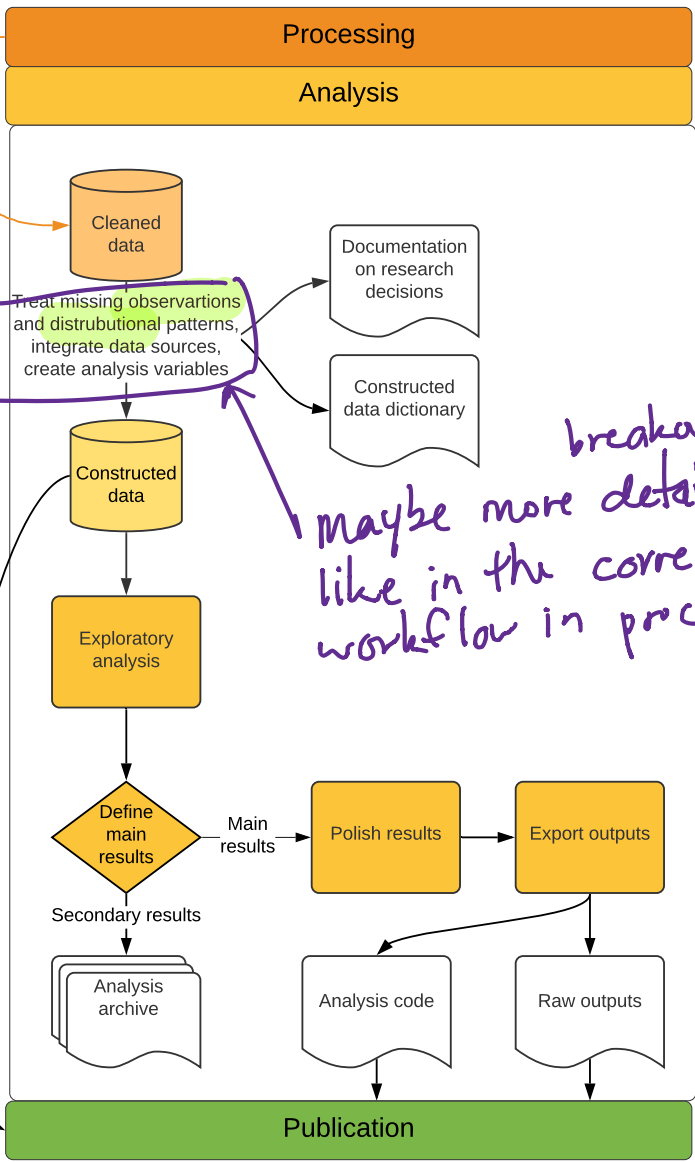 Processing
Analysis
Cleaned
data
Documentation
on research
decisions
Treat missing observartions
and distrubutional patterns,
integrate data sources,
create analysis variables
Constructed
data dictionary
Constructed
data
maybe more
like in the
workflow in
Exploratory
analysis
Define
main
results
Main
results
Polish results
Export outputs
Secondary results
Analysis
archive
Analysis code
Raw outputs
Publication